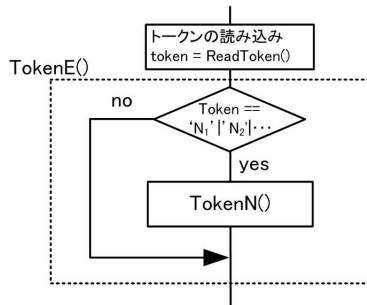 トークンの読み込み
token = ReadToken()
TokenE()
no
Token ==
‘N₁’|’N₂’|···
yes
TokenN()